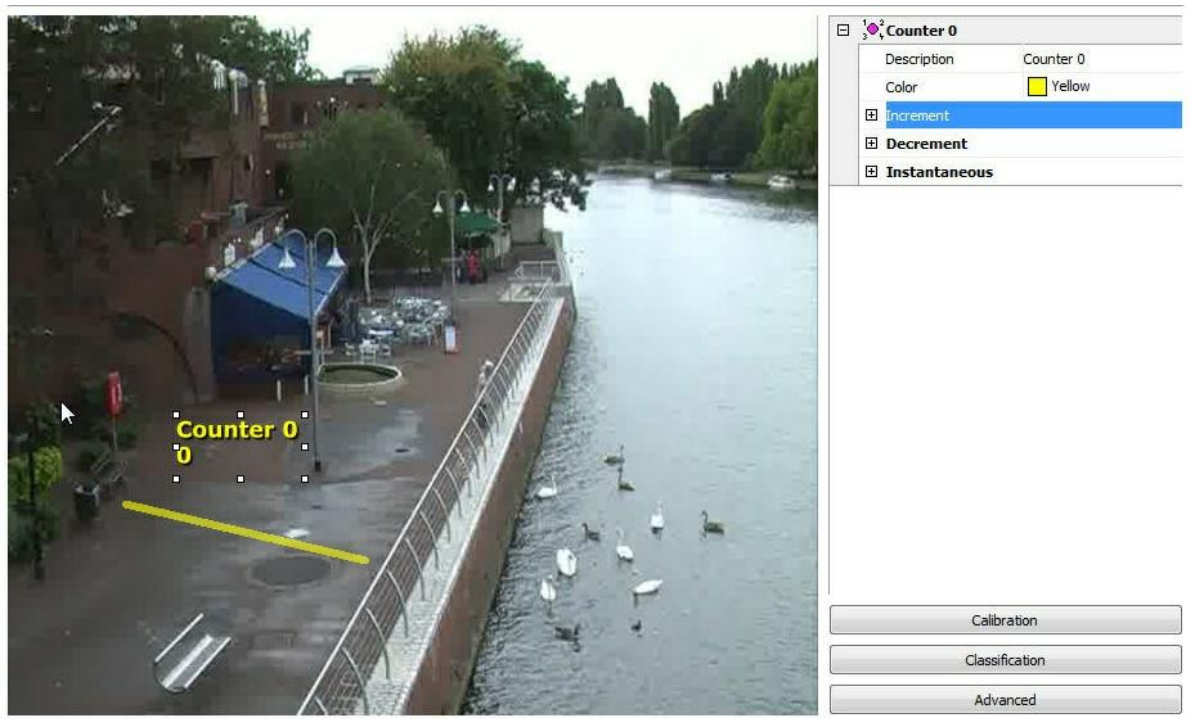 Counter 0
0
Counter 0
Description Counter 0
Color Yellow
Increment
Decrement
Instantaneous
Calibration
Classification
Advanced